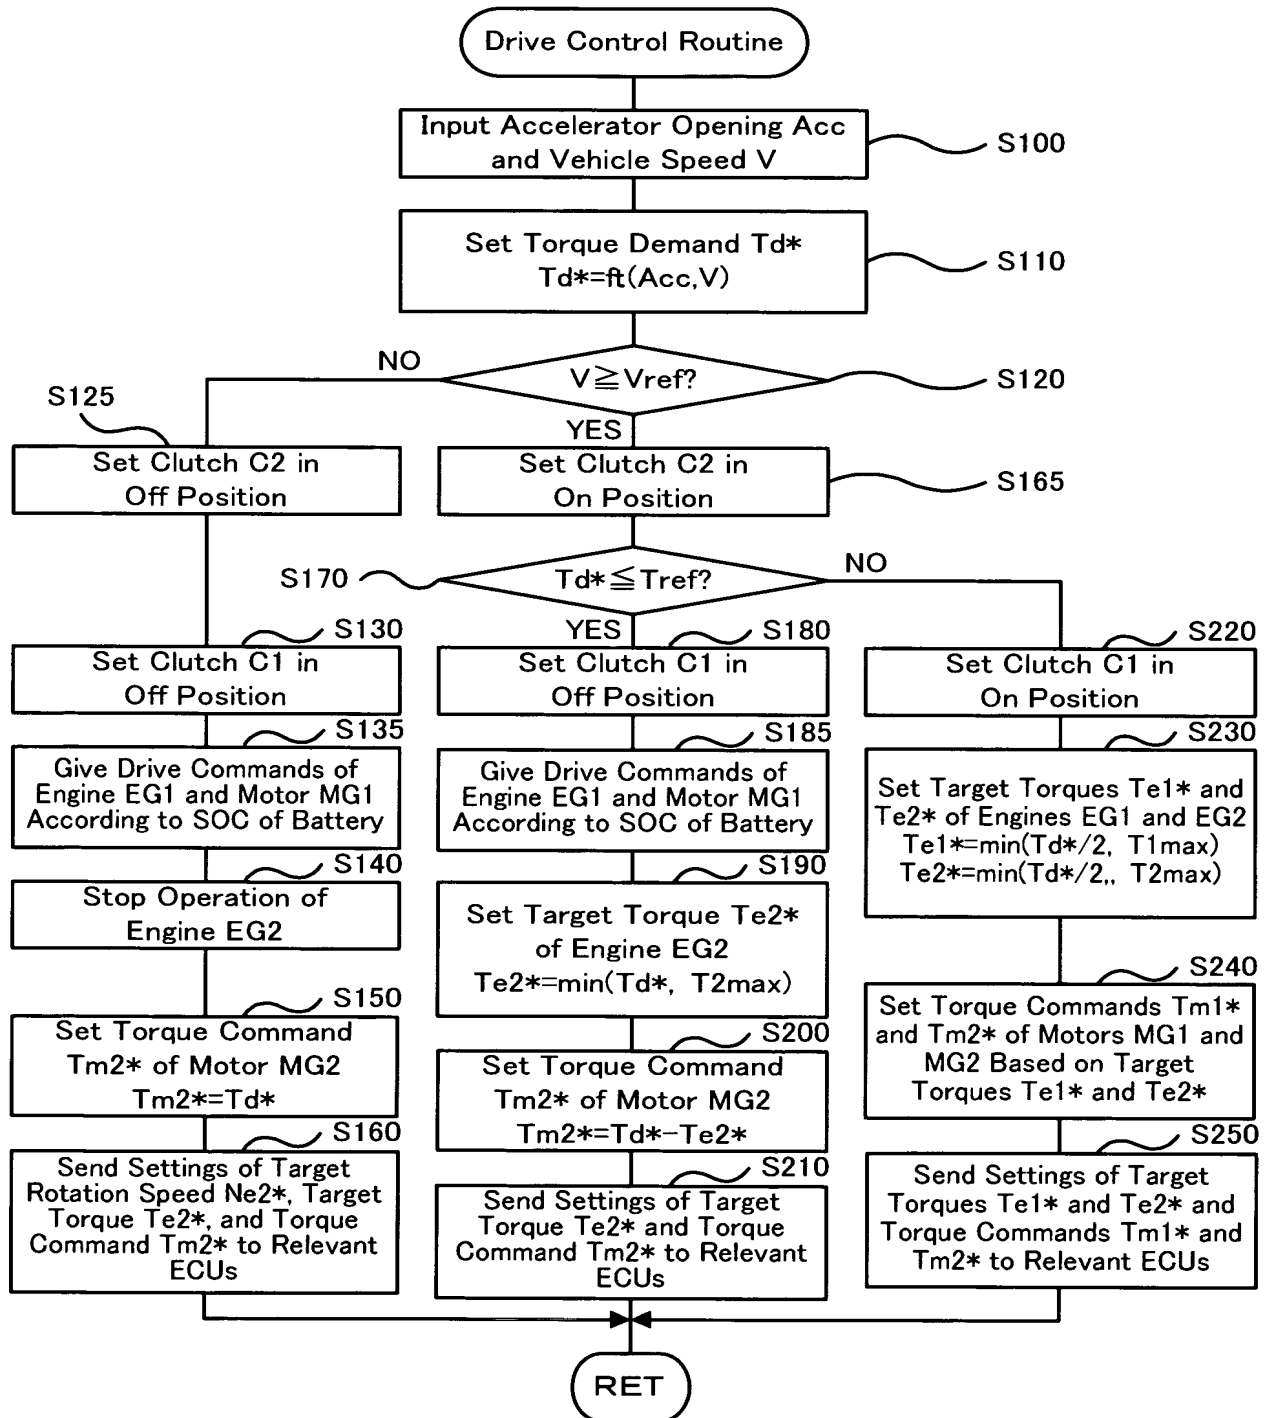 Drive Control Routine
Input Accelerator Opening Acc
and Vehicle Speed V
S100
Set Torque Demand Td*
Td*=ft(Acc,V)
S110
V≧Vref?
S120
NO
YES
S125
Set Clutch C2 in
Off Position
Set Clutch C2 in
On Position
S165
S170
Td*≦Tref?
NO
YES
S130
Set Clutch C1 in
Off Position
S135
Give Drive Commands of
Engine EG1 and Motor MG1
According to SOC of Battery
S140
Stop Operation of
Engine EG2
S150
Set Torque Command
Tm2* of Motor MG2
Tm2*=Td*
S160
Send Settings of Target
Rotation Speed Ne2*, Target
Torque Te2*, and Torque
Command Tm2* to Relevant
ECUs
S180
Set Clutch C1 in
Off Position
S185
Give Drive Commands of
Engine EG1 and Motor MG1
According to SOC of Battery
S190
Set Target Torque Te2*
of Engine EG2
Te2*=min(Td*, T2max)
S200
Set Torque Command
Tm2* of Motor MG2
Tm2*=Td*-Te2*
S210
Send Settings of Target
Torque Te2* and Torque
Command Tm2* to Relevant
ECUs
S220
Set Clutch C1 in
On Position
S230
Set Target Torques Te1* and
Te2* of Engines EG1 and EG2
Te1*=min(Td*/2, T1max)
Te2*=min(Td*/2,, T2max)
S240
Set Torque Commands Tm1*
and Tm2* of Motors MG1 and
MG2 Based on Target
Torques Te1* and Te2*
S250
Send Settings of Target
Torques Te1* and Te2* and
Torque Commands Tm1* and
Tm2* to Relevant ECUs
RET